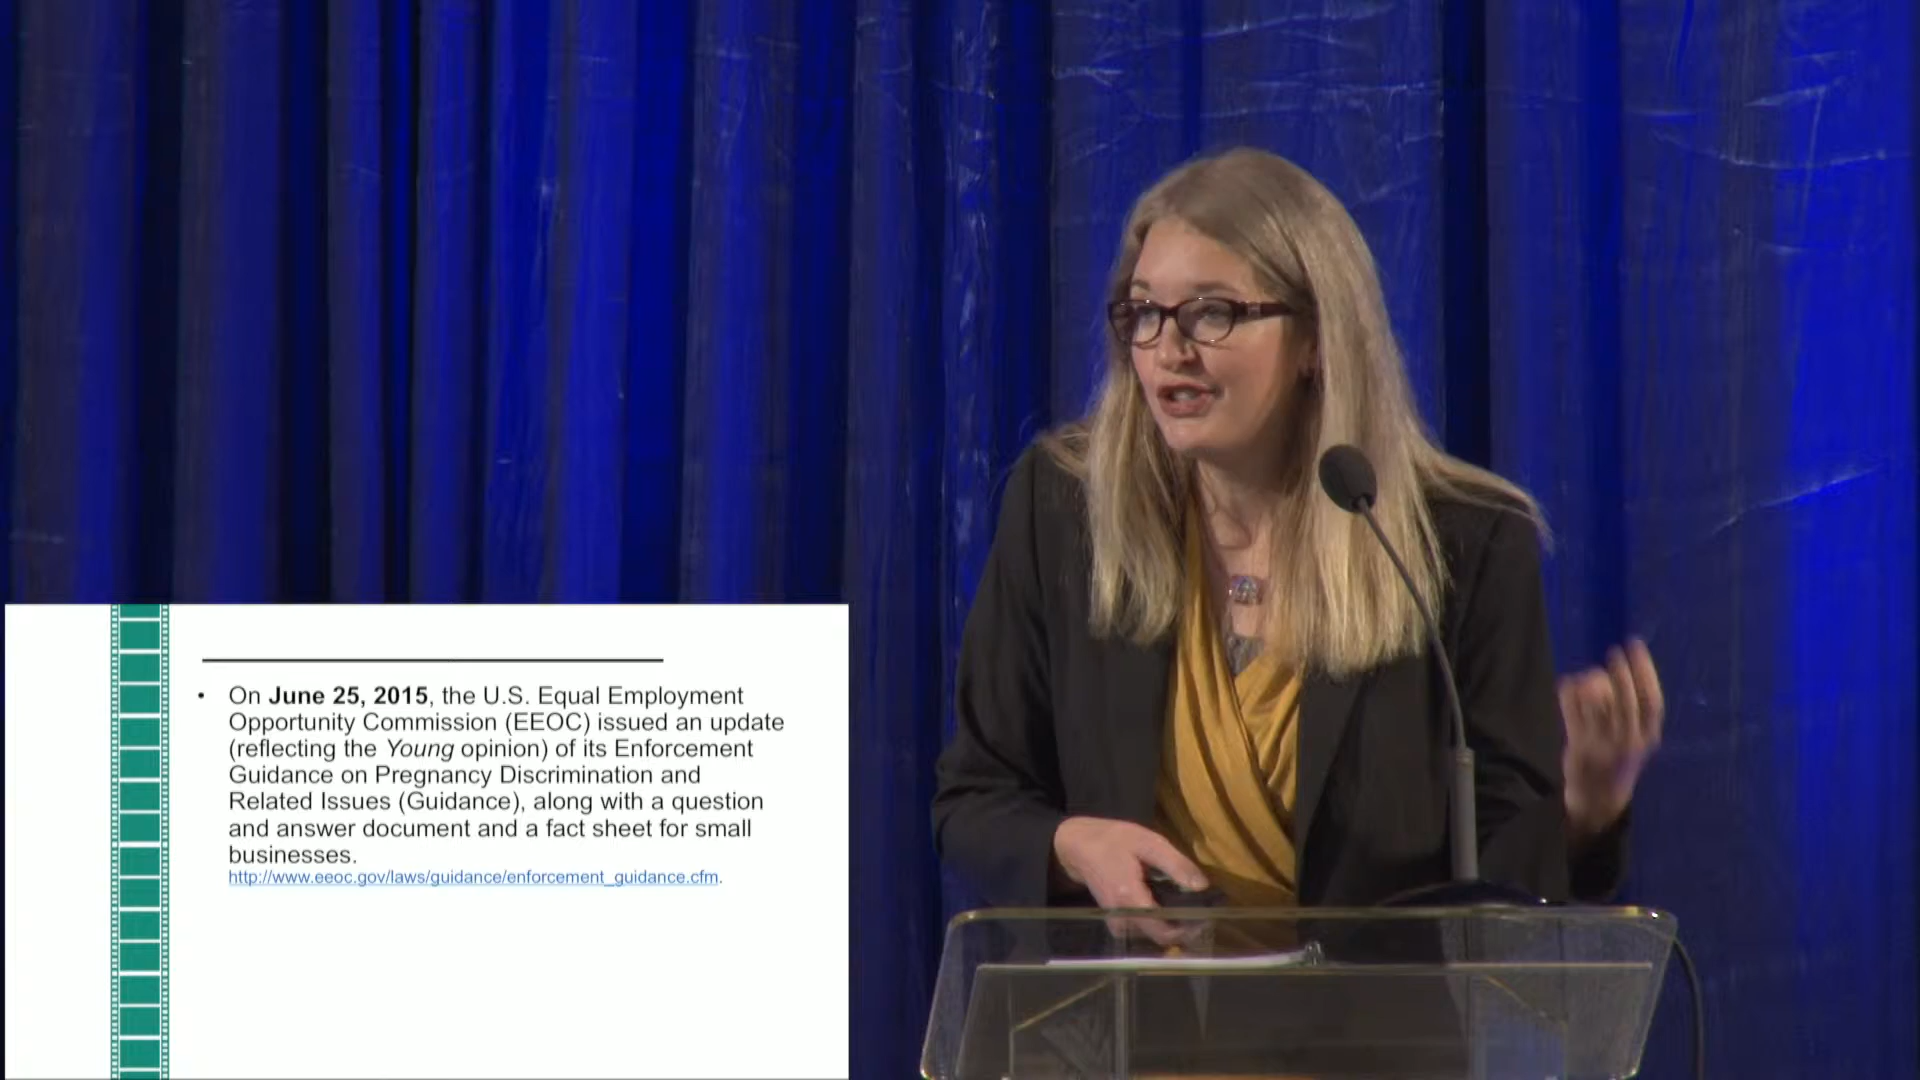 • On June 25, 2015, the U.S. Equal Employment
Opportunity Commission (EEOC) issued an update
(reflecting the Young opinion) of its Enforcement
Guidance on Pregnancy Discrimination and
Related Issues (Guidance), along with a question
and answer document and a fact sheet for small
businesses.
http://www.eeoc.gov/laws/guidance/enforcement_guidance.cfm.